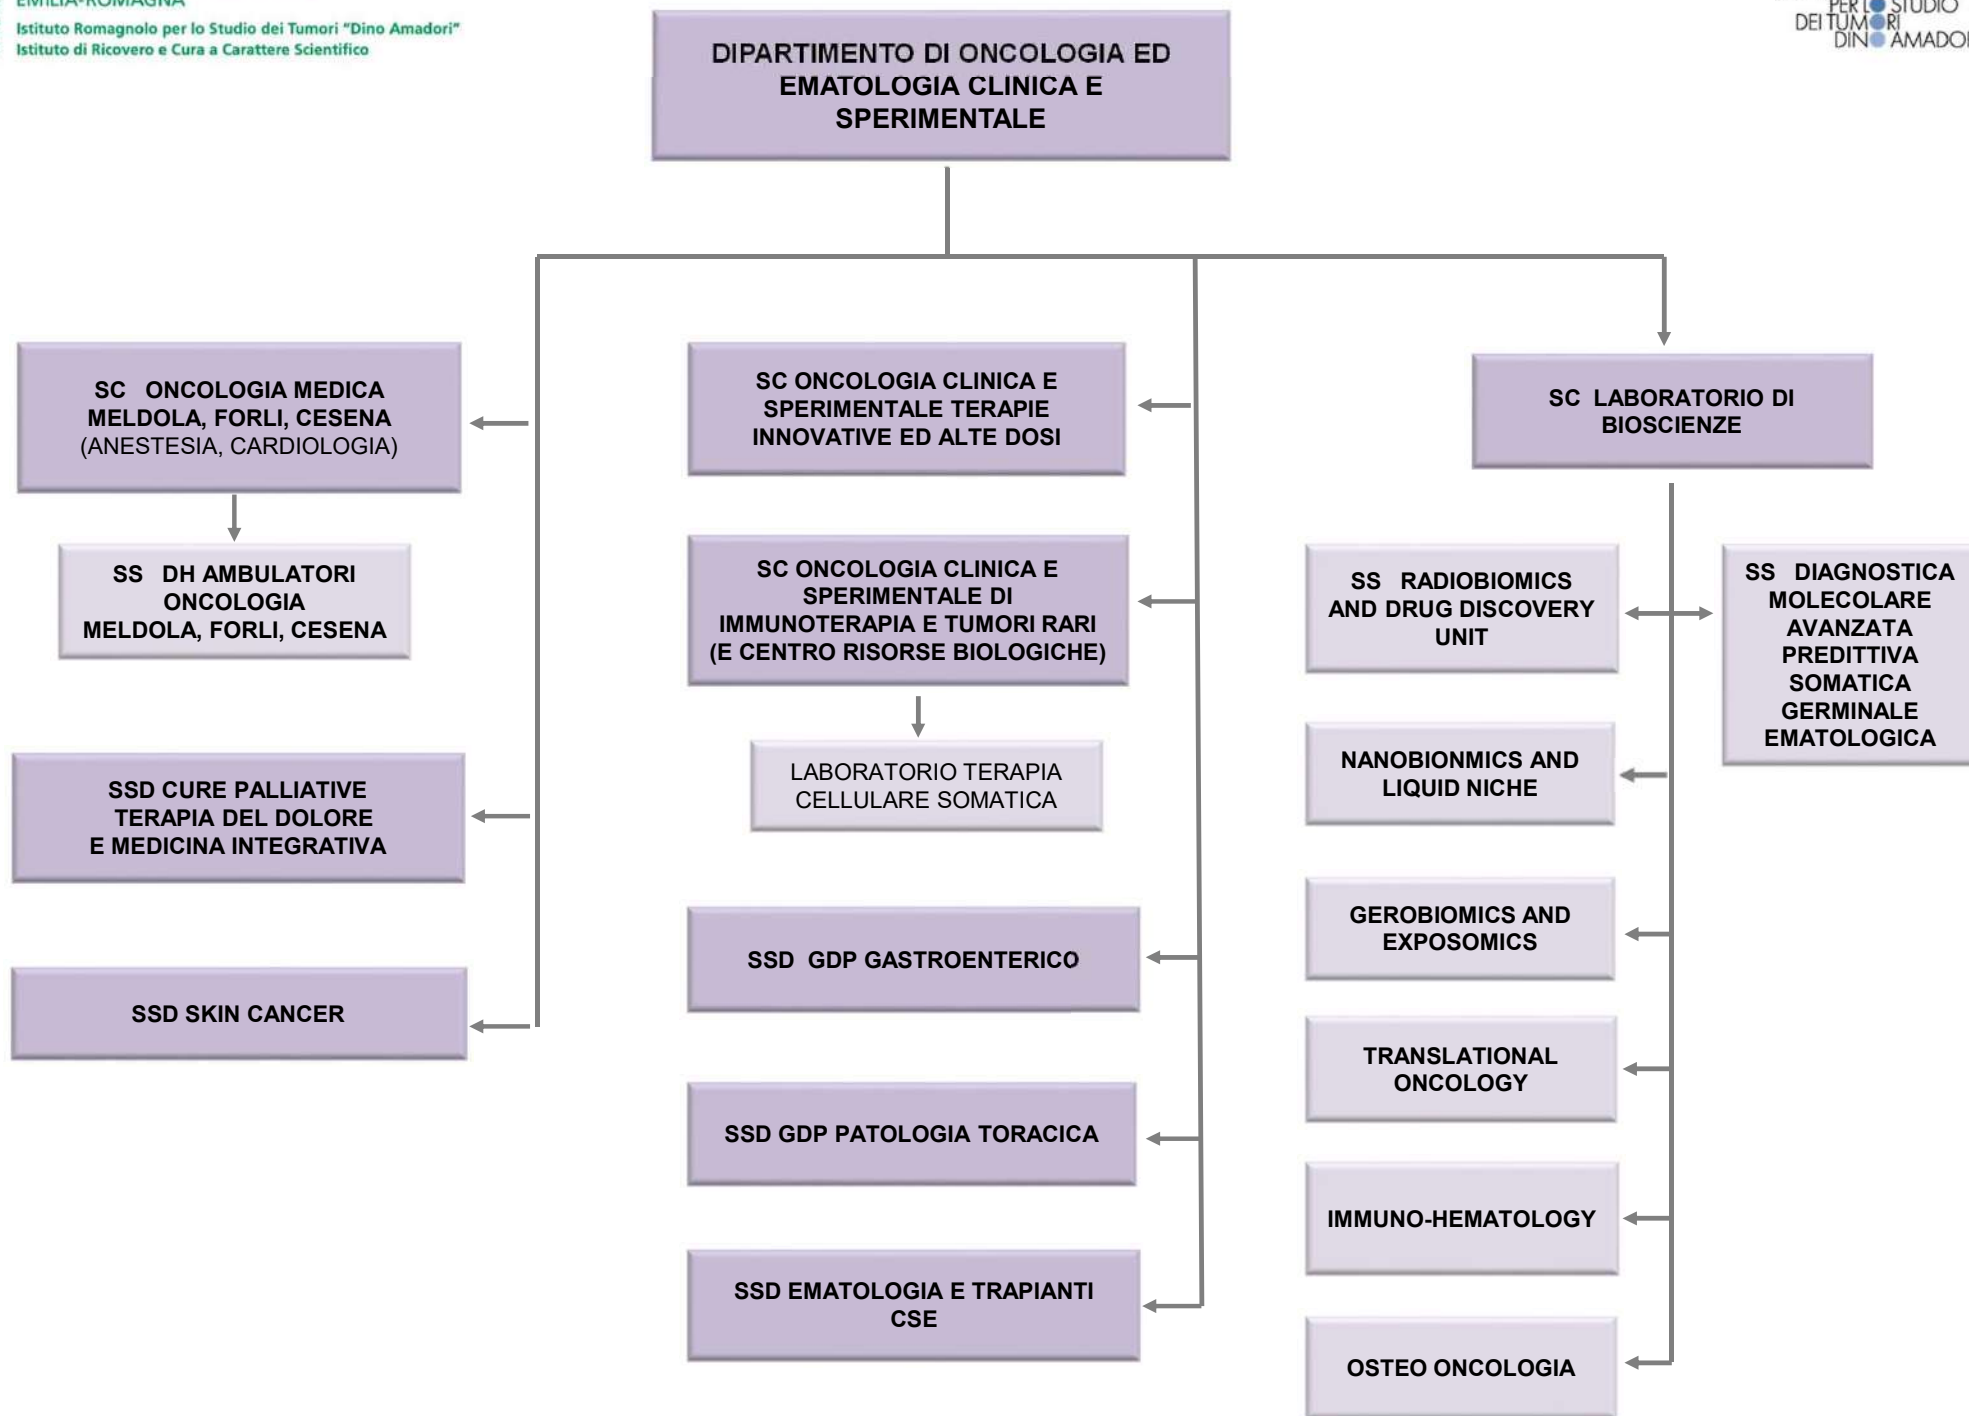 EMILIA-ROMAGNA
Istituto Romagnolo per lo Studio dei Tumori "Dino Amadori"
Istituto di Ricovero e Cura a Carattere Scientifico
PER LO STUDIO
DEI TUMORI
DINO AMADORI
DIPARTIMENTO DI ONCOLOGIA ED
EMATOLOGIA CLINICA E
SPERIMENTALE
SC ONCOLOGIA MEDICA
MELDOLA, FORLI, CESENA
(ANESTESIA, CARDIOLOGIA)
SS DH AMBULATORI
ONCOLOGIA
MELDOLA, FORLI, CESENA
SSD CURE PALLIATIVE
TERAPIA DEL DOLORE
E MEDICINA INTEGRATIVA
SSD SKIN CANCER
SC ONCOLOGIA CLINICA E
SPERIMENTALE TERAPIE
INNOVATIVE ED ALTE DOSI
SC ONCOLOGIA CLINICA E
SPERIMENTALE DI
IMMUNOTERAPIA E TUMORI RARI
(E CENTRO RISORSE BIOLOGICHE)
LABORATORIO TERAPIA
CELLULARE SOMATICA
SSD GDP GASTROENTERICO
SSD GDP PATOLOGIA TORACICA
SSD EMATOLOGIA E TRAPIANTI
CSE
SC LABORATORIO DI
BIOSCIENZE
SS RADIOBIOMICS
AND DRUG DISCOVERY
UNIT
SS DIAGNOSTICA
MOLECOLARE
AVANZATA
PREDITTIVA
SOMATICA
GERMINALE
EMATOLOGICA
NANOBIONMICS AND
LIQUID NICHE
GEROBIOMICS AND
EXPOSOMICS
TRANSLATIONAL
ONCOLOGY
IMMUNO-HEMATOLOGY
OSTEO ONCOLOGIA